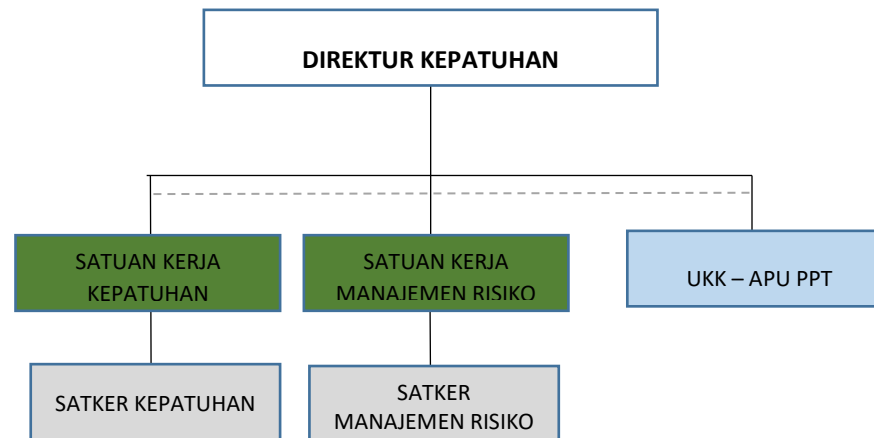 DIREKTUR KEPATUHAN
SATUAN KERJA
KEPATUHAN
SATUAN KERJA
MANAJEMEN RISIKO
UKK – APU PPT
SATKER KEPATUHAN
SATKER
MANAJEMEN RISIKO